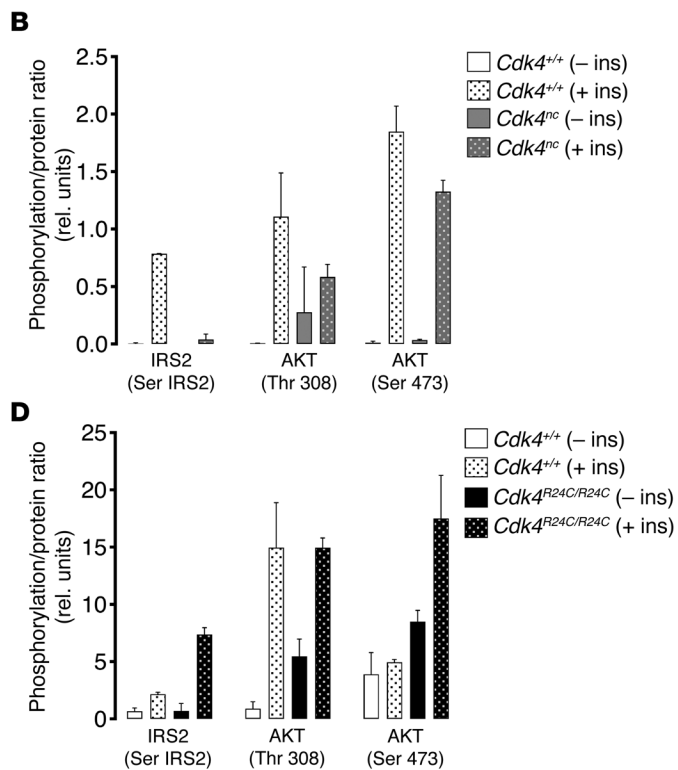 B
Phosphorylation/protein ratio
(rel. units)
2.5
2.0
1.5
1.0
0.5
0.0
IRS2
(Ser IRS2)
AKT
(Thr 308)
AKT
(Ser 473)
Cdk4+/+ (– ins)
Cdk4+/+ (+ ins)
Cdk4nc (– ins)
Cdk4nc (+ ins)
D
Phosphorylation/protein ratio
(rel. units)
25
20
15
10
5
0
IRS2
(Ser IRS2)
AKT
(Thr 308)
AKT
(Ser 473)
Cdk4+/+ (– ins)
Cdk4+/+ (+ ins)
Cdk4R24C/R24C (– ins)
Cdk4R24C/R24C (+ ins)